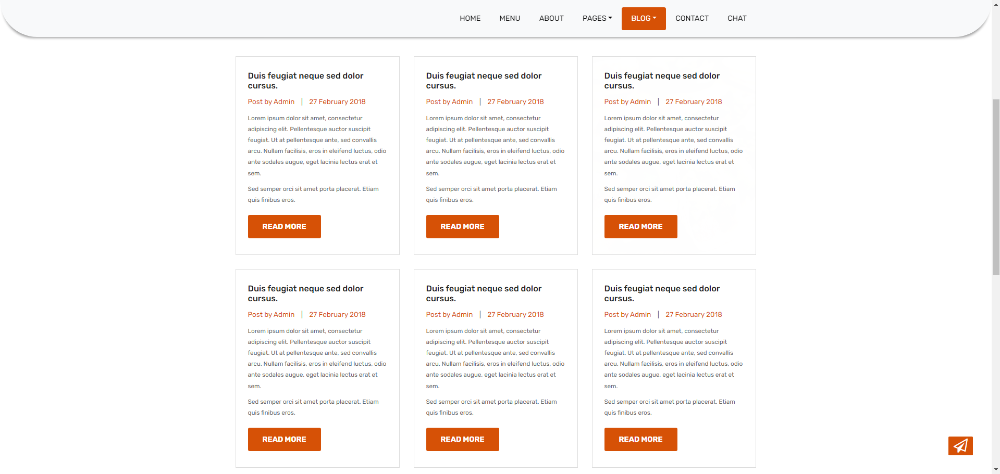 HOME MENU ABOUT PAGES BLOG CONTACT CHAT
Duis feugiat neque sed dolor
cursus.
Post by Admin | 27 February 2018
Lorem ipsum dolor sit amet, consectetur
adipiscing elit. Pellentesque auctor suscipit
feugiat. Ut at pellentesque ante, sed convallis
arcu. Nullam facilisis, eros in eleifend luctus, odio
ante sodales augue, eget lacinia lectus erat et
sem.
Sed semper orci sit amet porta placerat. Etiam
quis finibus eros.
READ MORE
Duis feugiat neque sed dolor
cursus.
Post by Admin | 27 February 2018
Lorem ipsum dolor sit amet, consectetur
adipiscing elit. Pellentesque auctor suscipit
feugiat. Ut at pellentesque ante, sed convallis
arcu. Nullam facilisis, eros in eleifend luctus, odio
ante sodales augue, eget lacinia lectus erat et
sem.
Sed semper orci sit amet porta placerat. Etiam
quis finibus eros.
READ MORE
Duis feugiat neque sed dolor
cursus.
Post by Admin | 27 February 2018
Lorem ipsum dolor sit amet, consectetur
adipiscing elit. Pellentesque auctor suscipit
feugiat. Ut at pellentesque ante, sed convallis
arcu. Nullam facilisis, eros in eleifend luctus, odio
ante sodales augue, eget lacinia lectus erat et
sem.
Sed semper orci sit amet porta placerat. Etiam
quis finibus eros.
READ MORE
Duis feugiat neque sed dolor
cursus.
Post by Admin | 27 February 2018
Lorem ipsum dolor sit amet, consectetur
adipiscing elit. Pellentesque auctor suscipit
feugiat. Ut at pellentesque ante, sed convallis
arcu. Nullam facilisis, eros in eleifend luctus, odio
ante sodales augue, eget lacinia lectus erat et
sem.
Sed semper orci sit amet porta placerat. Etiam
quis finibus eros.
READ MORE
Duis feugiat neque sed dolor
cursus.
Post by Admin | 27 February 2018
Lorem ipsum dolor sit amet, consectetur
adipiscing elit. Pellentesque auctor suscipit
feugiat. Ut at pellentesque ante, sed convallis
arcu. Nullam facilisis, eros in eleifend luctus, odio
ante sodales augue, eget lacinia lectus erat et
sem.
Sed semper orci sit amet porta placerat. Etiam
quis finibus eros.
READ MORE
Duis feugiat neque sed dolor
cursus.
Post by Admin | 27 February 2018
Lorem ipsum dolor sit amet, consectetur
adipiscing elit. Pellentesque auctor suscipit
feugiat. Ut at pellentesque ante, sed convallis
arcu. Nullam facilisis, eros in eleifend luctus, odio
ante sodales augue, eget lacinia lectus erat et
sem.
Sed semper orci sit amet porta placerat. Etiam
quis finibus eros.
READ MORE